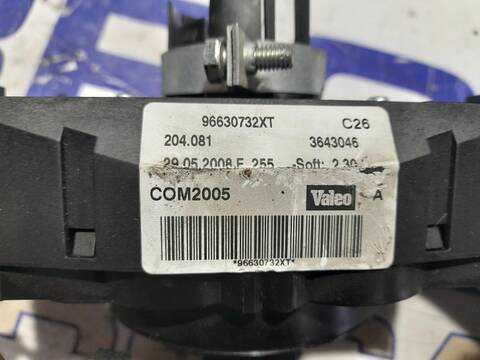 96630732XT C26
204.081 3643046
29.05.2008.F 255 -Soft: 2.30
COM2005 Valeo A
*96630732XT*